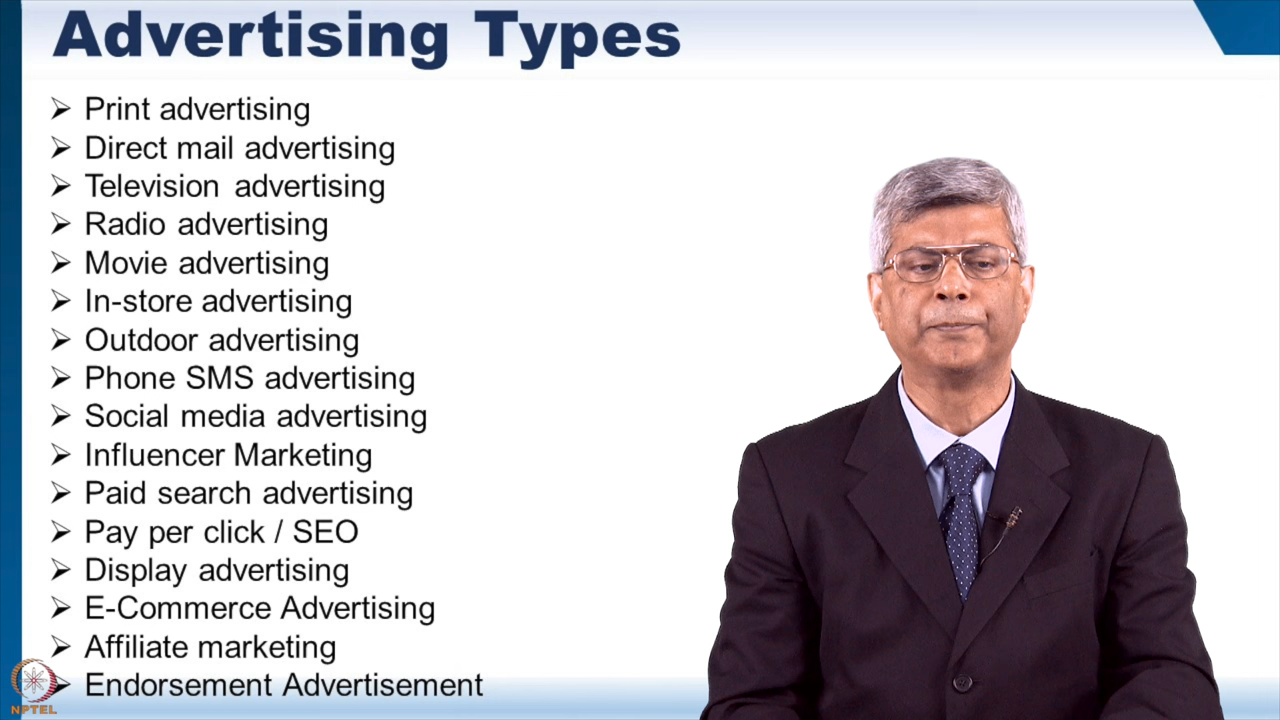 Advertising Types
➢ Print advertising
➢ Direct mail advertising
➢ Television advertising
➢ Radio advertising
➢ Movie advertising
➢ In-store advertising
➢ Outdoor advertising
➢ Phone SMS advertising
➢ Social media advertising
➢ Influencer Marketing
➢ Paid search advertising
➢ Pay per click / SEO
➢ Display advertising
➢ E-Commerce Advertising
➢ Affiliate marketing
➢ Endorsement Advertisement
NPTEL